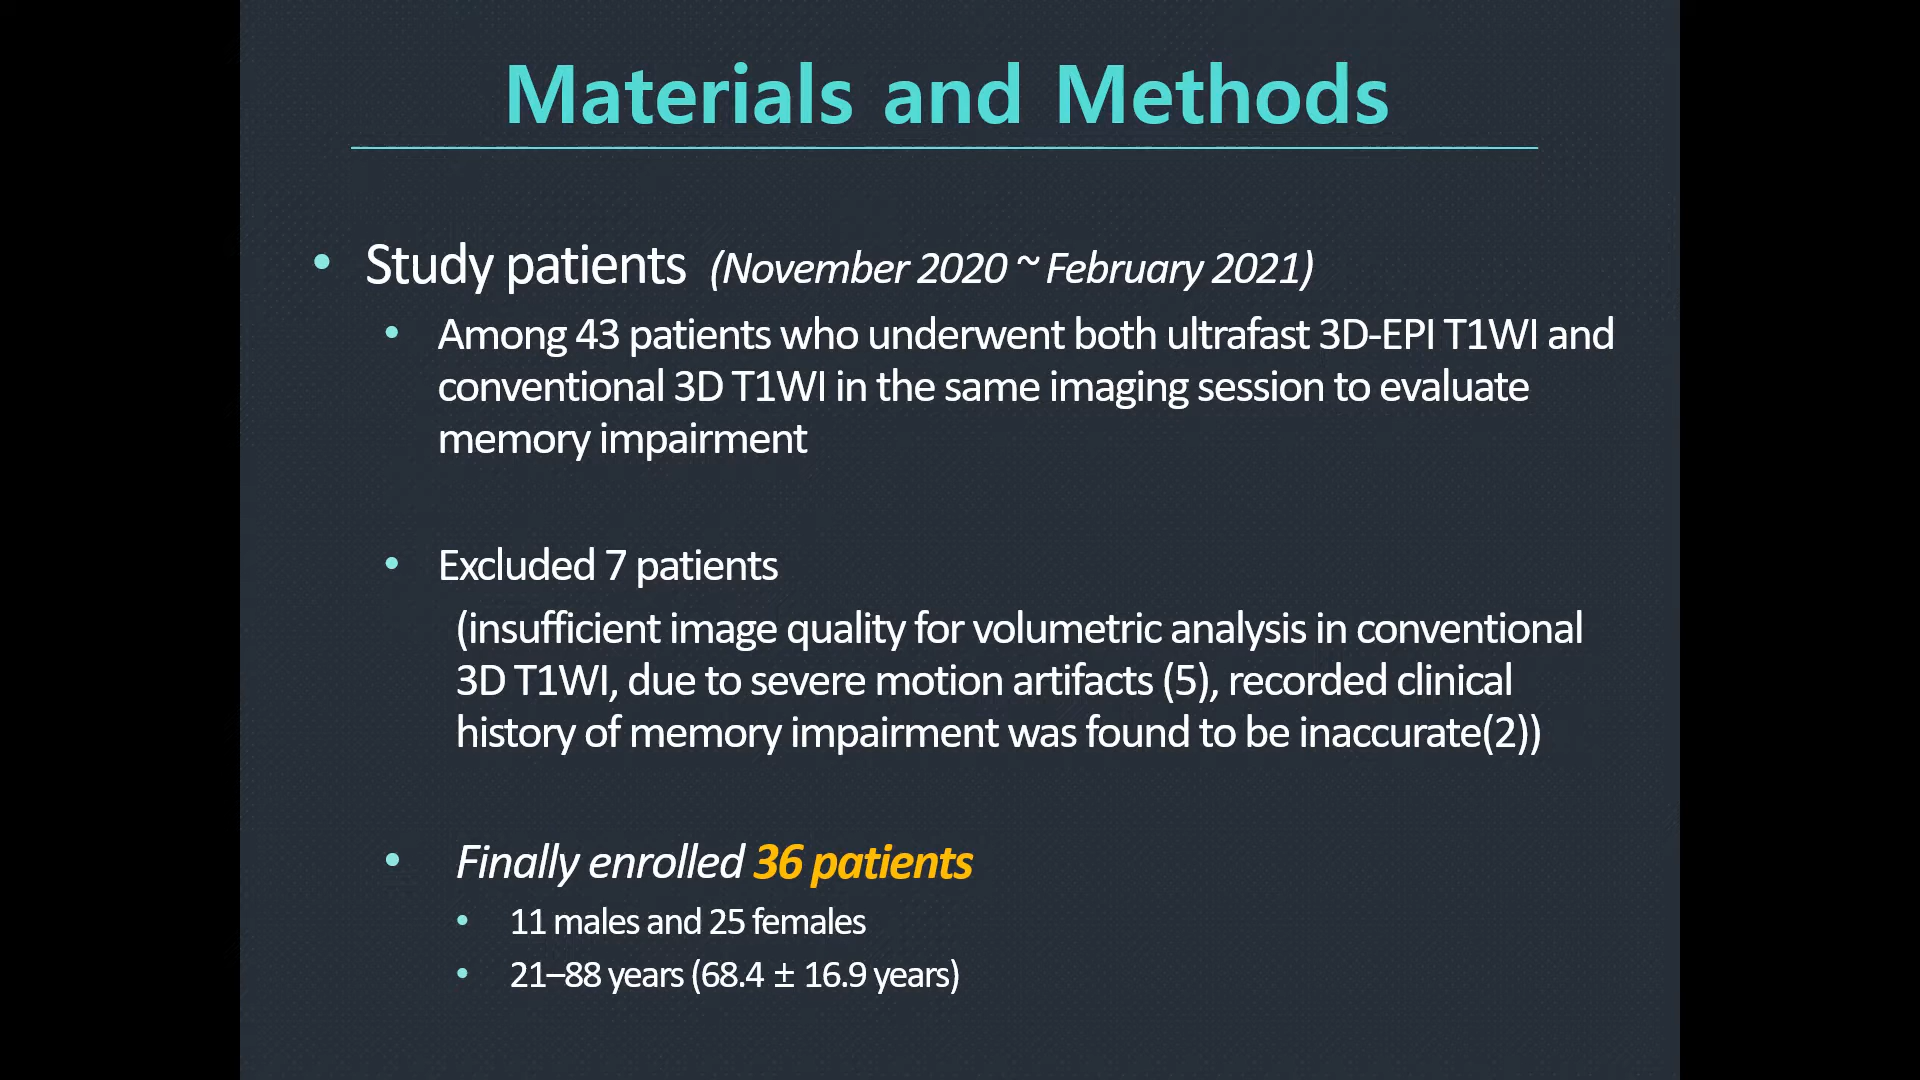 Materials and Methods
• Study patients (November 2020 ~ February 2021)
• Among 43 patients who underwent both ultrafast 3D-EPI T1WI and
conventional 3D T1WI in the same imaging session to evaluate
memory impairment
• Excluded 7 patients
(insufficient image quality for volumetric analysis in conventional
3D T1WI, due to severe motion artifacts (5), recorded clinical
history of memory impairment was found to be inaccurate(2))
• Finally enrolled 36 patients
• 11 males and 25 females
• 21–88 years (68.4 ± 16.9 years)